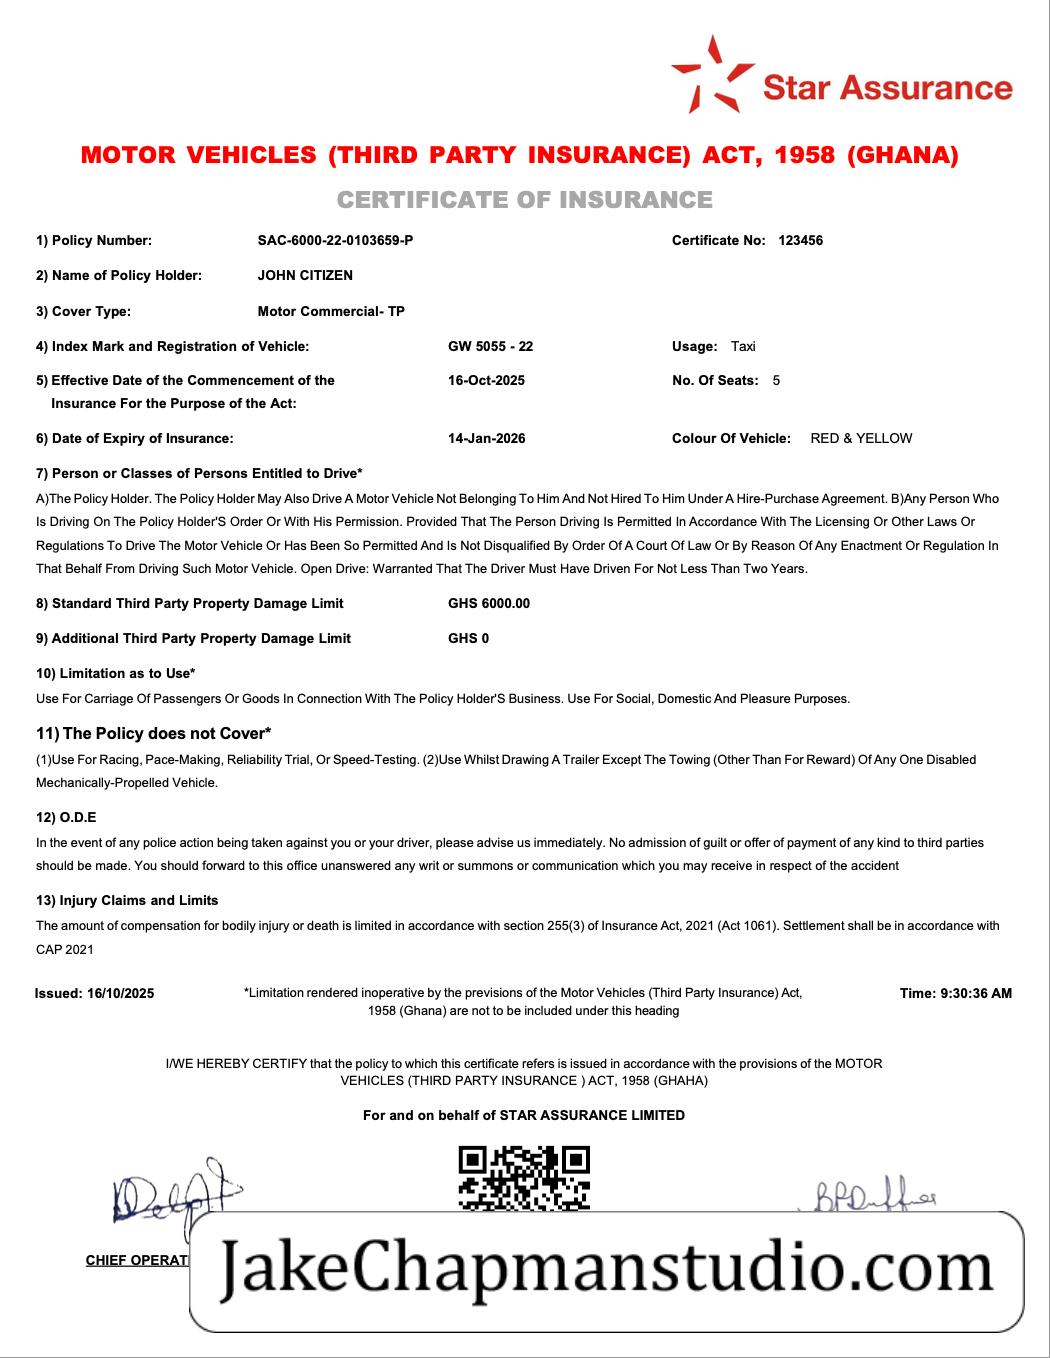 Star Assurance
MOTOR VEHICLES (THIRD PARTY INSURANCE) ACT, 1958 (GHANA)
CERTIFICATE OF INSURANCE
1) Policy Number: SAC-6000-22-0103659-P Certificate No: 123456
2) Name of Policy Holder: JOHN CITIZEN
3) Cover Type: Motor Commercial- TP
4) Index Mark and Registration of Vehicle: GW 5055 - 22 Usage: Taxi
5) Effective Date of the Commencement of the 16-Oct-2025 No. Of Seats: 5
Insurance For the Purpose of the Act:
6) Date of Expiry of Insurance: 14-Jan-2026 Colour Of Vehicle: RED & YELLOW
7) Person or Classes of Persons Entitled to Drive*
A)The Policy Holder. The Policy Holder May Also Drive A Motor Vehicle Not Belonging To Him And Not Hired To Him Under A Hire-Purchase Agreement. B)Any Person Who
Is Driving On The Policy Holder'S Order Or With His Permission. Provided That The Person Driving Is Permitted In Accordance With The Licensing Or Other Laws Or
Regulations To Drive The Motor Vehicle Or Has Been So Permitted And Is Not Disqualified By Order Of A Court Of Law Or By Reason Of Any Enactment Or Regulation In
That Behalf From Driving Such Motor Vehicle. Open Drive: Warranted That The Driver Must Have Driven For Not Less Than Two Years.
8) Standard Third Party Property Damage Limit GHS 6000.00
9) Additional Third Party Property Damage Limit GHS 0
10) Limitation as to Use*
Use For Carriage Of Passengers Or Goods In Connection With The Policy Holder'S Business. Use For Social, Domestic And Pleasure Purposes.
11) The Policy does not Cover*
(1)Use For Racing, Pace-Making, Reliability Trial, Or Speed-Testing. (2)Use Whilst Drawing A Trailer Except The Towing (Other Than For Reward) Of Any One Disabled
Mechanically-Propelled Vehicle.
12) O.D.E
In the event of any police action being taken against you or your driver, please advise us immediately. No admission of guilt or offer of payment of any kind to third parties
should be made. You should forward to this office unanswered any writ or summons or communication which you may receive in respect of the accident
13) Injury Claims and Limits
The amount of compensation for bodily injury or death is limited in accordance with section 255(3) of Insurance Act, 2021 (Act 1061). Settlement shall be in accordance with
CAP 2021
Issued: 16/10/2025 *Limitation rendered inoperative by the previsions of the Motor Vehicles (Third Party Insurance) Act, Time: 9:30:36 AM
1958 (Ghana) are not to be included under this heading
I/WE HEREBY CERTIFY that the policy to which this certificate refers is issued in accordance with the provisions of the MOTOR
VEHICLES (THIRD PARTY INSURANCE ) ACT, 1958 (GHAHA)
For and on behalf of STAR ASSURANCE LIMITED
CHIEF OPERAT
JakeChapmanstudio.com